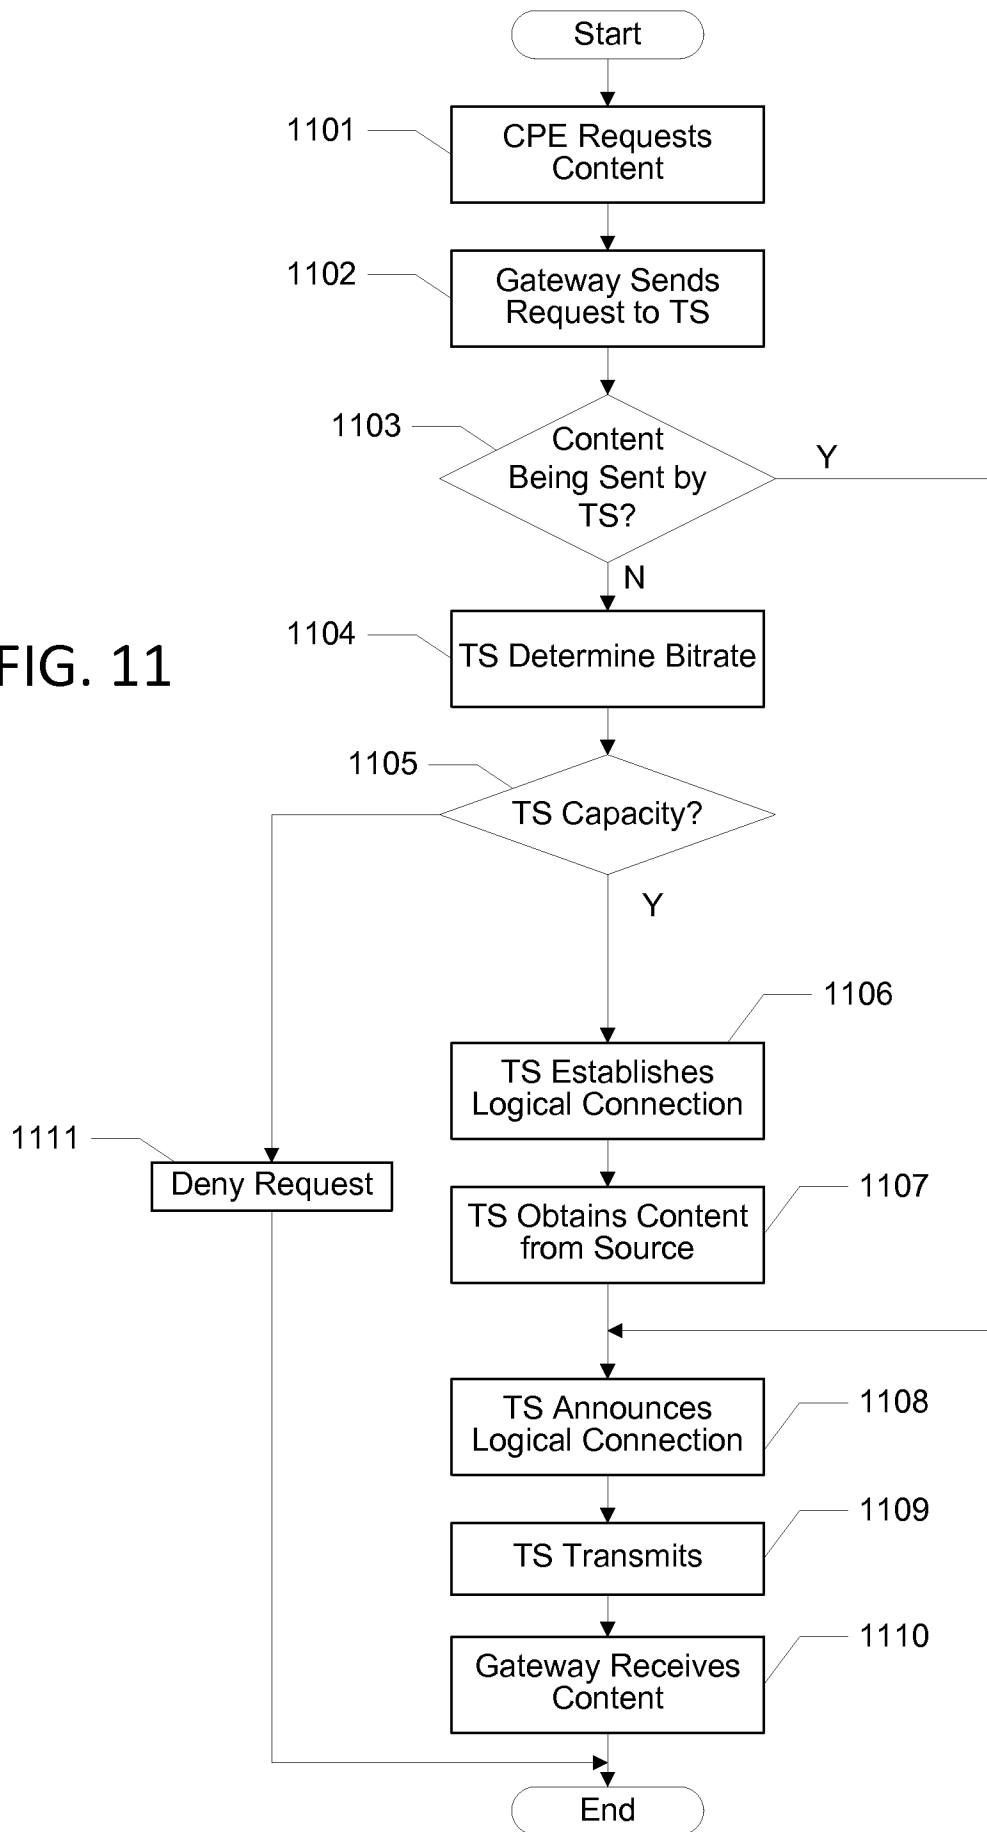 Start
1101
CPE Requests
Content
1102
Gateway Sends
Request to TS
1103
Content
Being Sent by
TS?
Y
N
1104
TS Determine Bitrate
FIG. 11
1105
TS Capacity?
Y
1106
TS Establishes
Logical Connection
1111
Deny Request
1107
TS Obtains Content
from Source
1108
TS Announces
Logical Connection
1109
TS Transmits
1110
Gateway Receives
Content
End